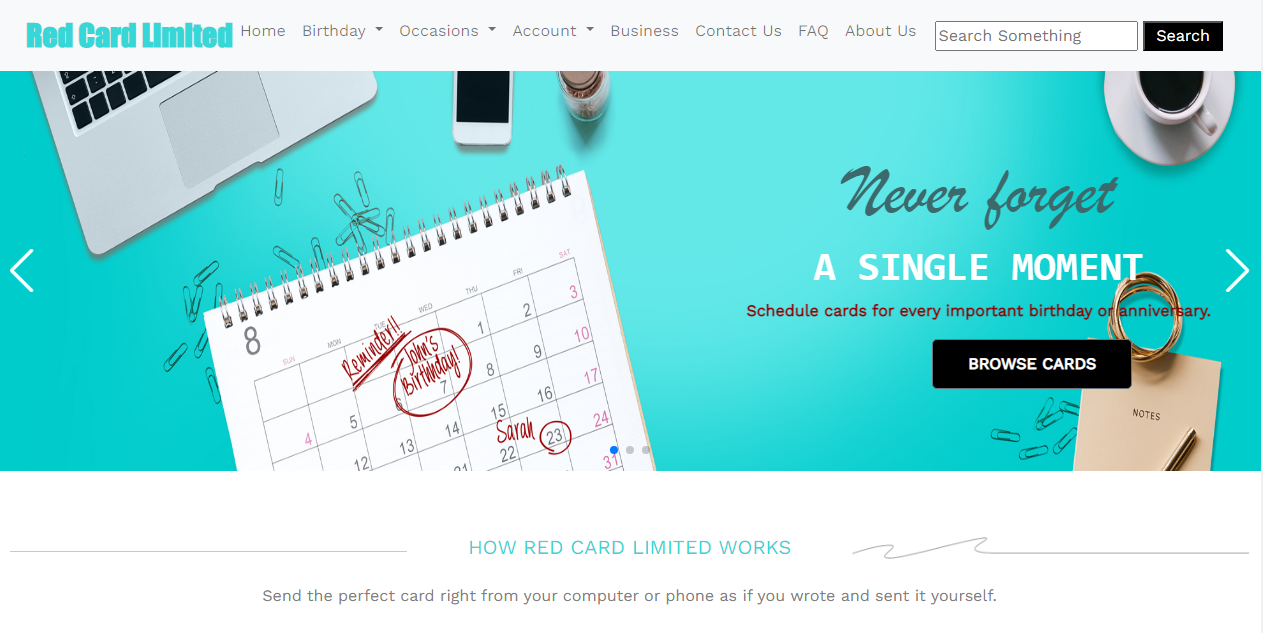 Red Card Limited Home Birthday Occasions Account Business Contact Us FAQ About Us Search Something Search
Never forget
A SINGLE MOMENT
Schedule cards for every important birthday or anniversary.
BROWSE CARDS
NOTES
8
SUN MON TUE WED THU FRI SAT
Reminder!!
John's
Birthday!
1 2 3
4 5 6 7 8 9 10
12 13 14 15 16 17
Sarah
21 22 23 24
31
HOW RED CARD LIMITED WORKS
Send the perfect card right from your computer or phone as if you wrote and sent it yourself.